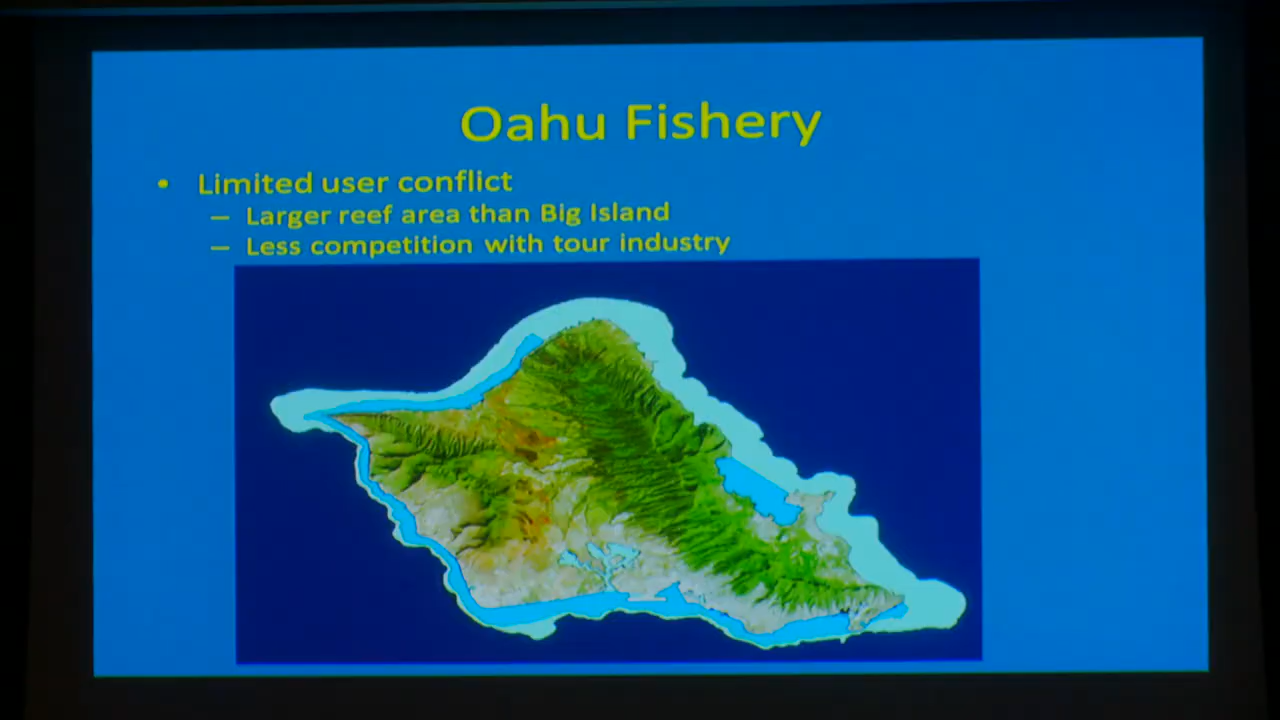 Oahu Fishery
• Limited user conflict
– Larger reef area than Big Island
– Less competition with tour industry